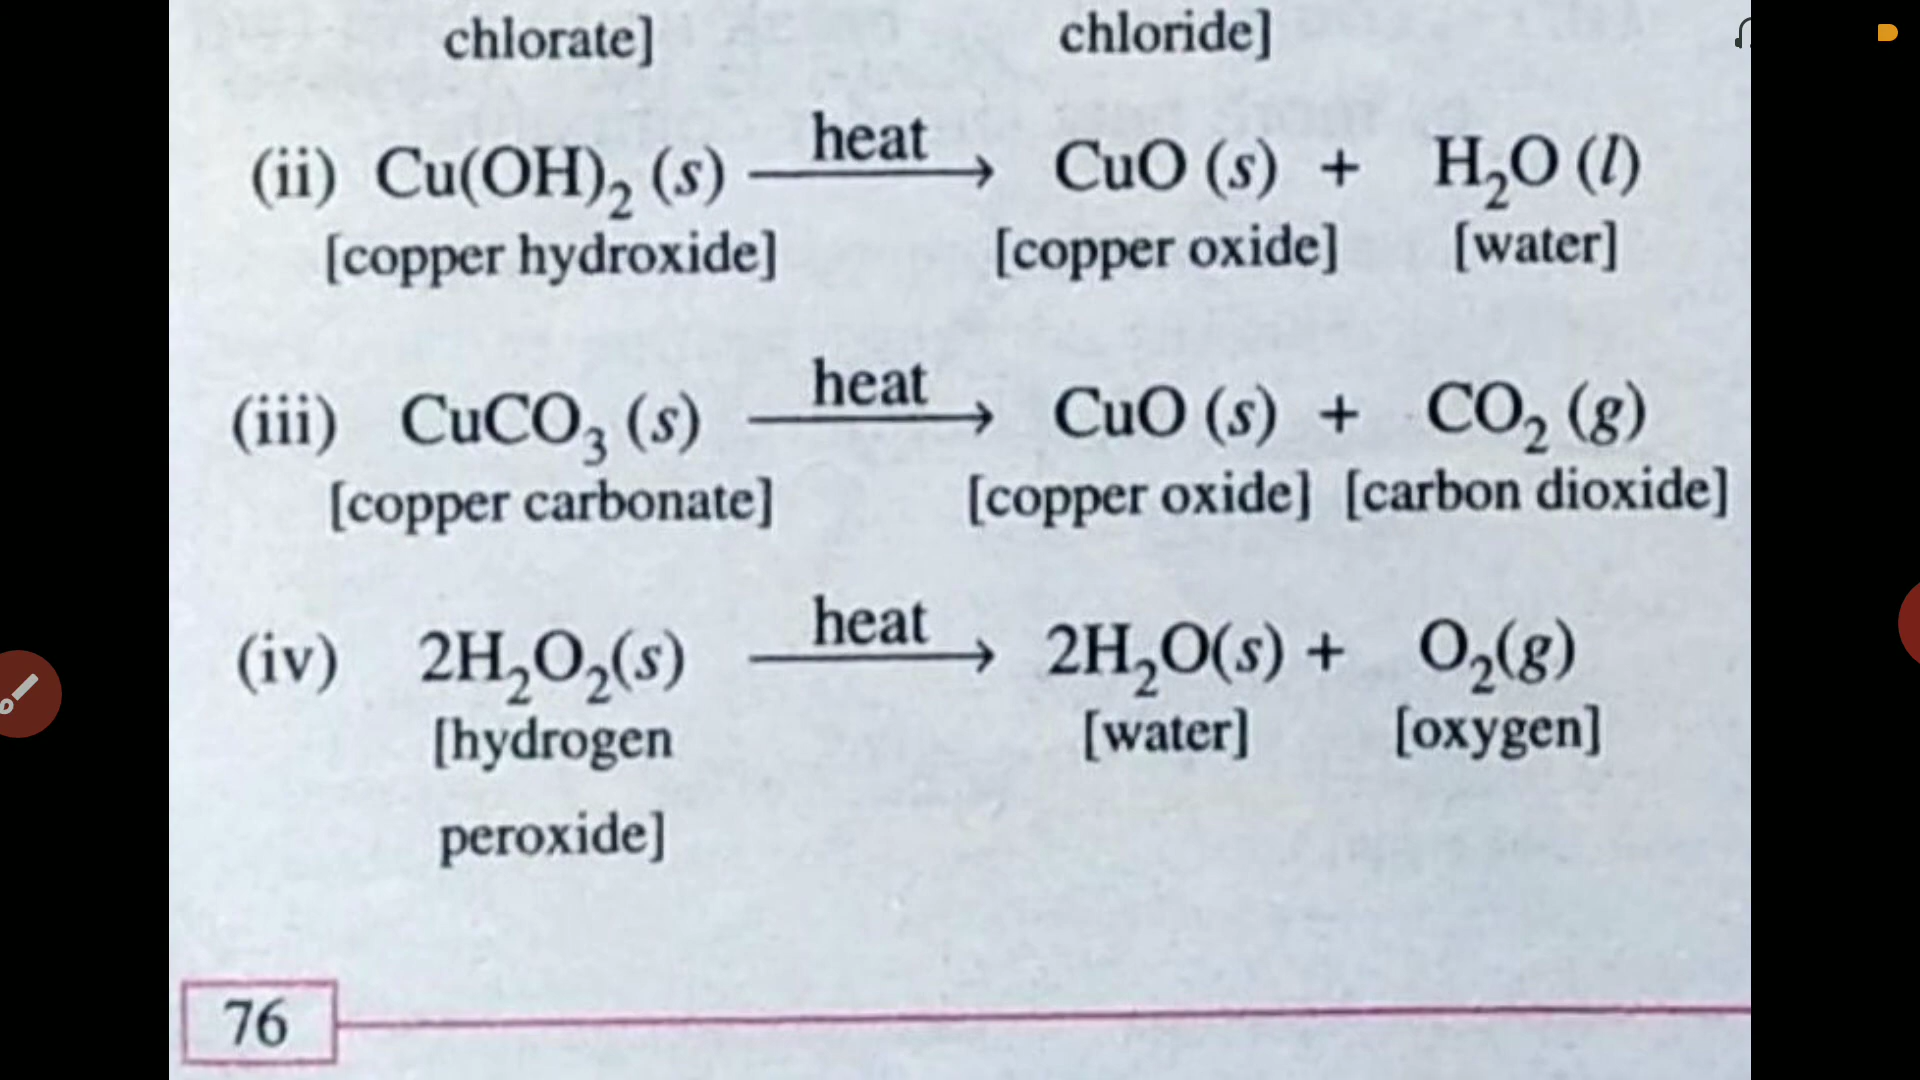 chlorate] chloride]
heat
(ii) Cu(OH)₂ (s) ⟶ CuO (s) + H₂O (l)
[copper hydroxide] [copper oxide] [water]
heat
(iii) CuCO₃ (s) ⟶ CuO (s) + CO₂ (g)
[copper carbonate] [copper oxide] [carbon dioxide]
heat
(iv) 2H₂O₂(s) ⟶ 2H₂O(s) + O₂(g)
[hydrogen [water] [oxygen]
peroxide]
76